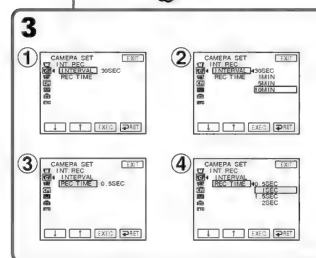 3
1
CAMERA SET EXIT
INT. REC
INTERVAL 30SEC
REC TIME
↓ ↑ EXEC RET
2
CAMERA SET EXIT
INT. REC
INTERVAL 30SEC
REC TIME 1MIN
5MIN
10MIN
↓ ↑ EXEC RET
3
CAMERA SET EXIT
INT. REC
INTERVAL
REC TIME 0.5SEC
↓ ↑ EXEC RET
4
CAMERA SET EXIT
INT. REC
INTERVAL
REC TIME 0.5SEC
1SEC
1.5SEC
2SEC
↓ ↑ EXEC RET